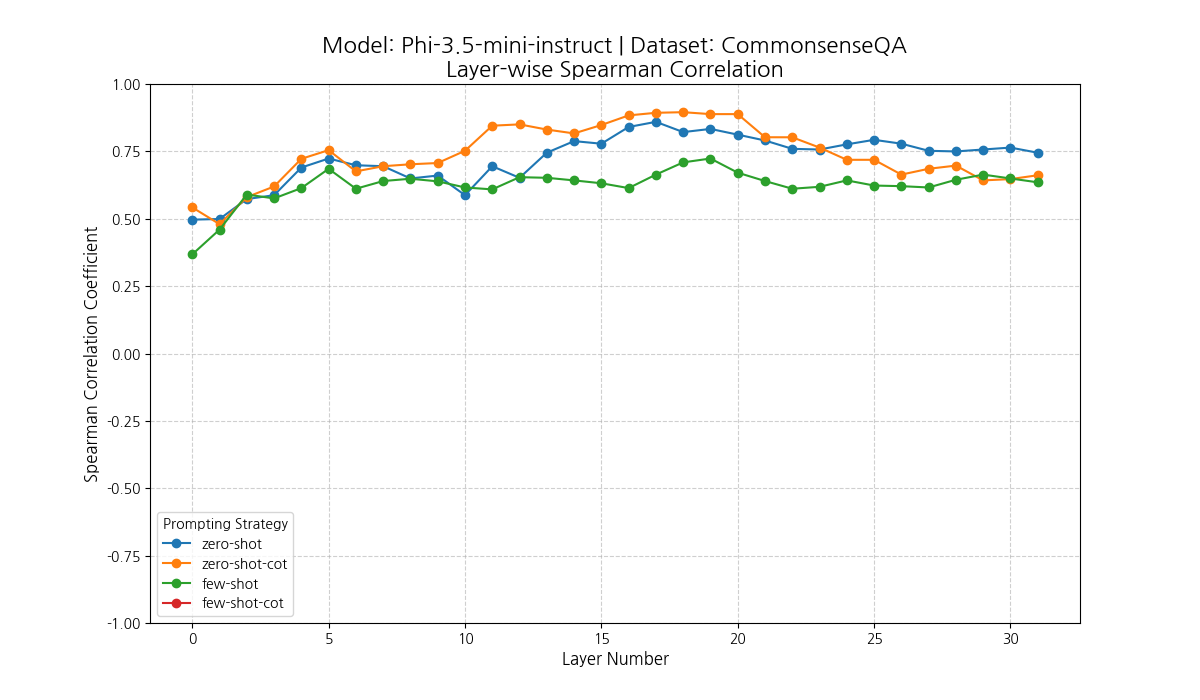 Model: Phi-3.5-mini-instruct | Dataset: CommonsenseQA
Layer-wise Spearman Correlation
1.00
0.75
0.50
0.25
0.00
-0.25
-0.50
-0.75
-1.00
Spearman Correlation Coefficient
Prompting Strategy
zero-shot
zero-shot-cot
few-shot
few-shot-cot
0 5 10 15 20 25 30
Layer Number